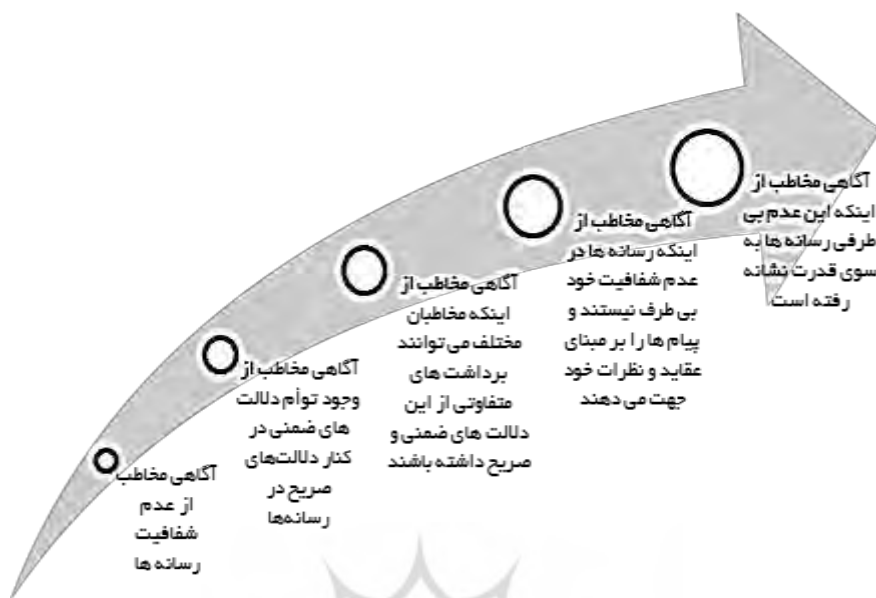 آگاهی مخاطب
از عدم
شفافیت
رسانه ها
آگاهی مخاطب از
وجود توأم دلالت
های ضمنی در
کنار دلالت‌های
صریح در
رسانه‌ها
آگاهی مخاطب از
اینکه مخاطبان
مختلف می توانند
برداشت های
متفاوتی از این
دلالت های ضمنی و
صریح داشته باشند
آگاهی مخاطب از
اینکه رسانه ها در
عدم شفافیت خود
بی طرف نیستند و
پیام ها را بر مبنای
عقاید و نظرات خود
جهت می دهند
آگاهی مخاطب از
اینکه این عدم بی
طرفی رسانه ها به
سوی قدرت نشانه
رفته است